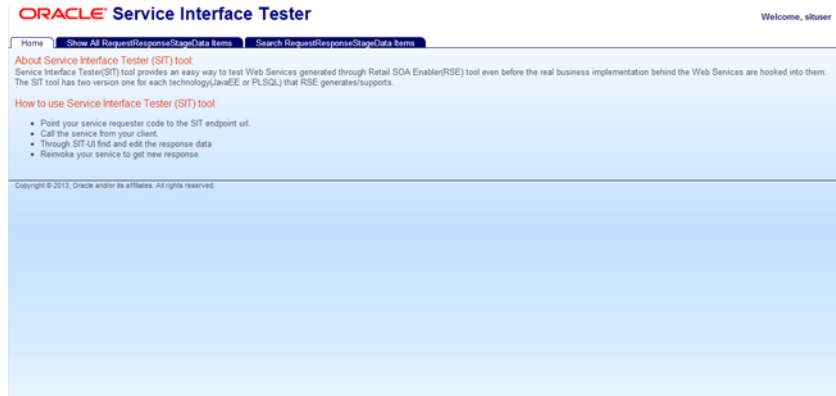 ORACLE Service Interface Tester
Welcome, situser
Home Show All RequestResponseStageData Items Search RequestResponseStageData Items
About Service Interface Tester (SIT) tool:
Service Interface Tester(SIT) tool provides an easy way to test Web Services generated through Retail SOA Enabler(RSE) tool even before the real business implementation behind the Web Services are hooked into them.
The SIT tool has two version one for each technology(JavaEE or PLSQL) that RSE generates/supports.
How to use Service Interface Tester (SIT) tool:
Point your service requester code to the SIT endpoint url.
Call the service from your client.
Through SIT-UI find and edit the response data
Reinvoke your service to get new response.
Copyright © 2013, Oracle and/or its affiliates. All rights reserved.